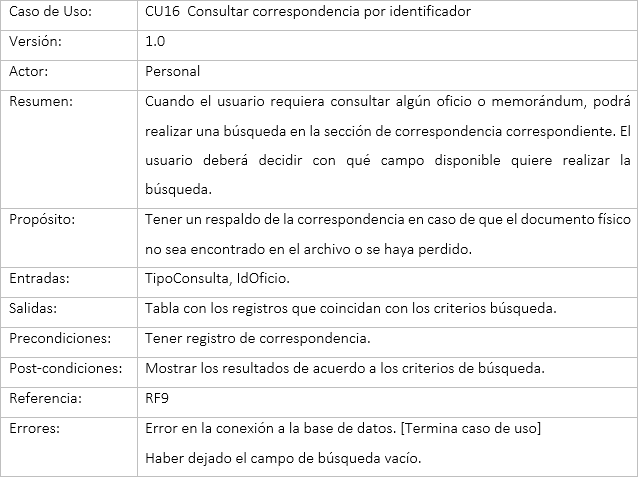 Caso de Uso: CU16 Consultar correspondencia por identificador
Versión: 1.0
Actor: Personal
Resumen: Cuando el usuario requiera consultar algún oficio o memorándum, podrá
realizar una búsqueda en la sección de correspondencia correspondiente. El
usuario deberá decidir con qué campo disponible quiere realizar la
búsqueda.
Propósito: Tener un respaldo de la correspondencia en caso de que el documento físico
no sea encontrado en el archivo o se haya perdido.
Entradas: TipoConsulta, IdOficio.
Salidas: Tabla con los registros que coincidan con los criterios búsqueda.
Precondiciones: Tener registro de correspondencia.
Post-condiciones: Mostrar los resultados de acuerdo a los criterios de búsqueda.
Referencia: RF9
Errores: Error en la conexión a la base de datos. [Termina caso de uso]
Haber dejado el campo de búsqueda vacío.